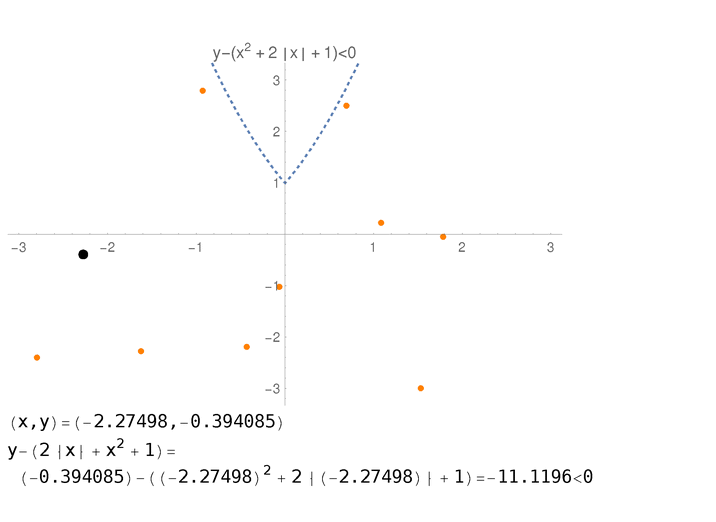 y−(x² + 2 |x| + 1)<0
3
2
1
−3 −2 −1 1 2 3
−1
−2
−3
(x,y)=(−2.27498,−0.394085)
y−(2 |x| + x² + 1)=
(−0.394085)−((−2.27498)² + 2 |(−2.27498)| + 1)=−11.1196<0